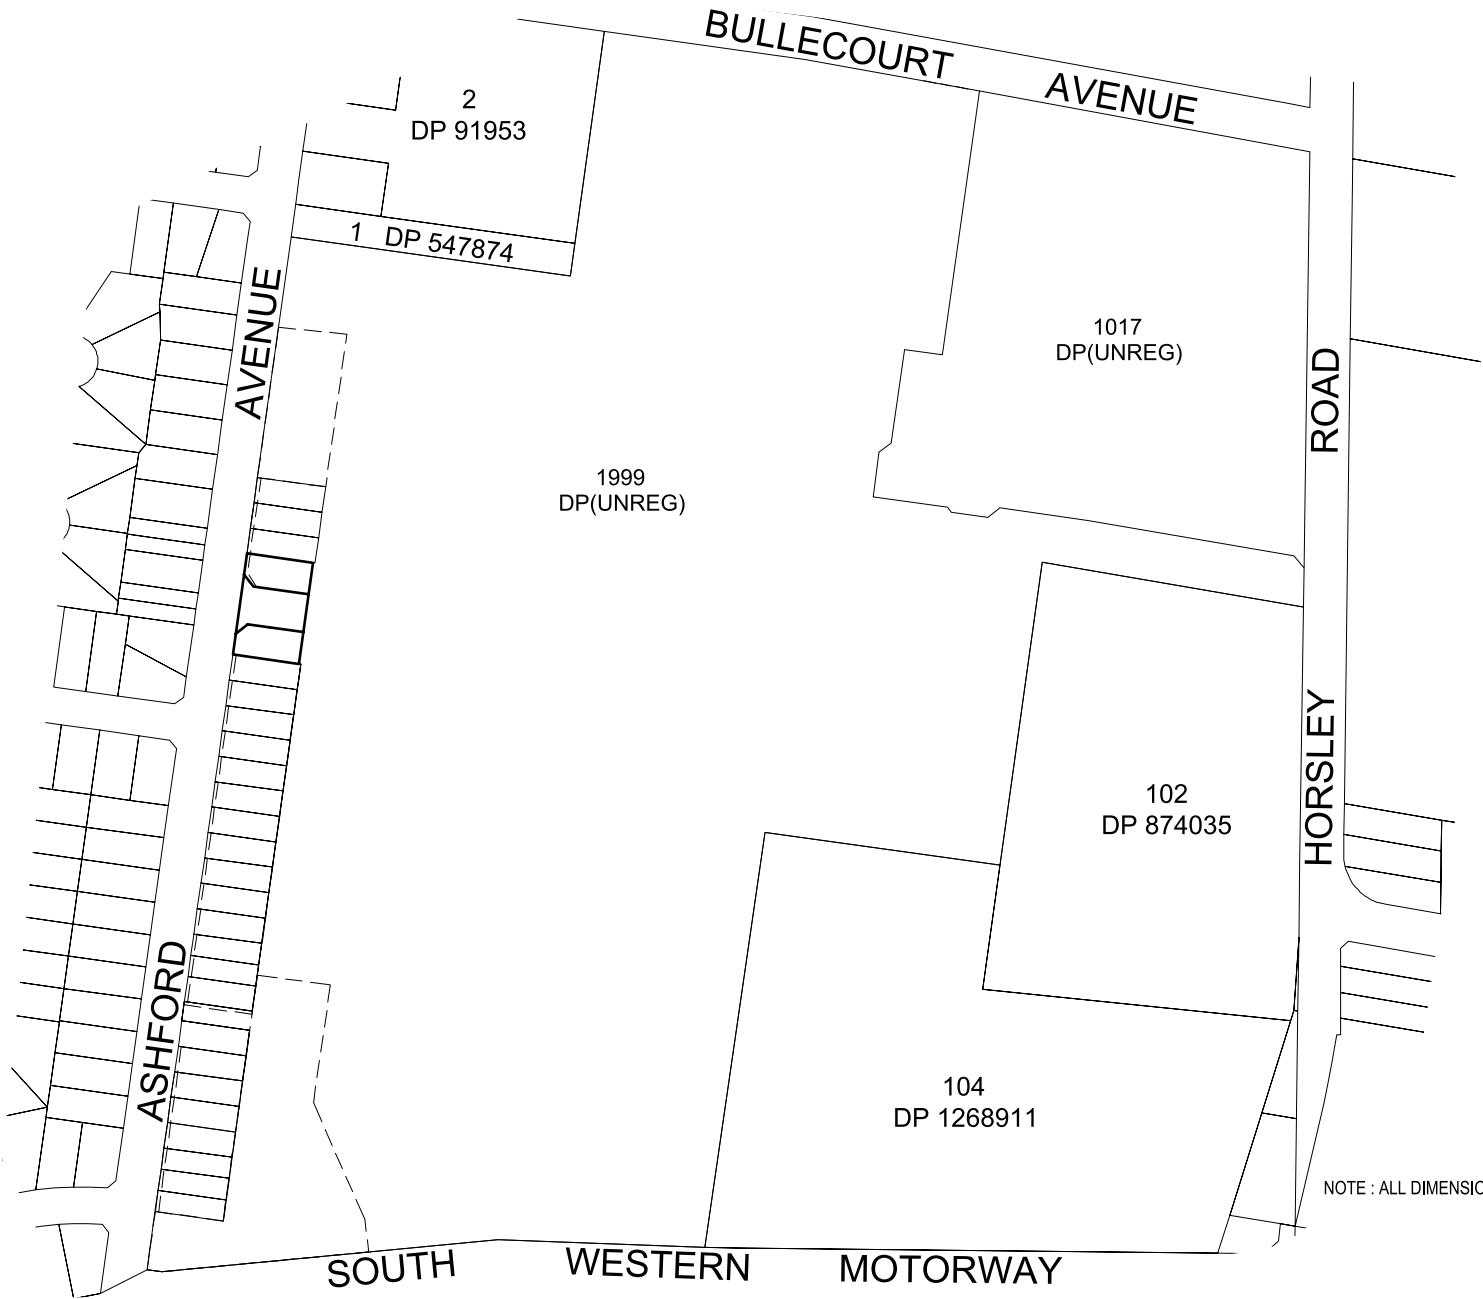 BULLECOURT AVENUE
2
DP 91953
1 DP 547874
AVENUE
1017
DP(UNREG)
ROAD
1999
DP(UNREG)
HORSLEY
102
DP 874035
ASHFORD
104
DP 1268911
NOTE : ALL DIMENSIO
SOUTH WESTERN MOTORWAY